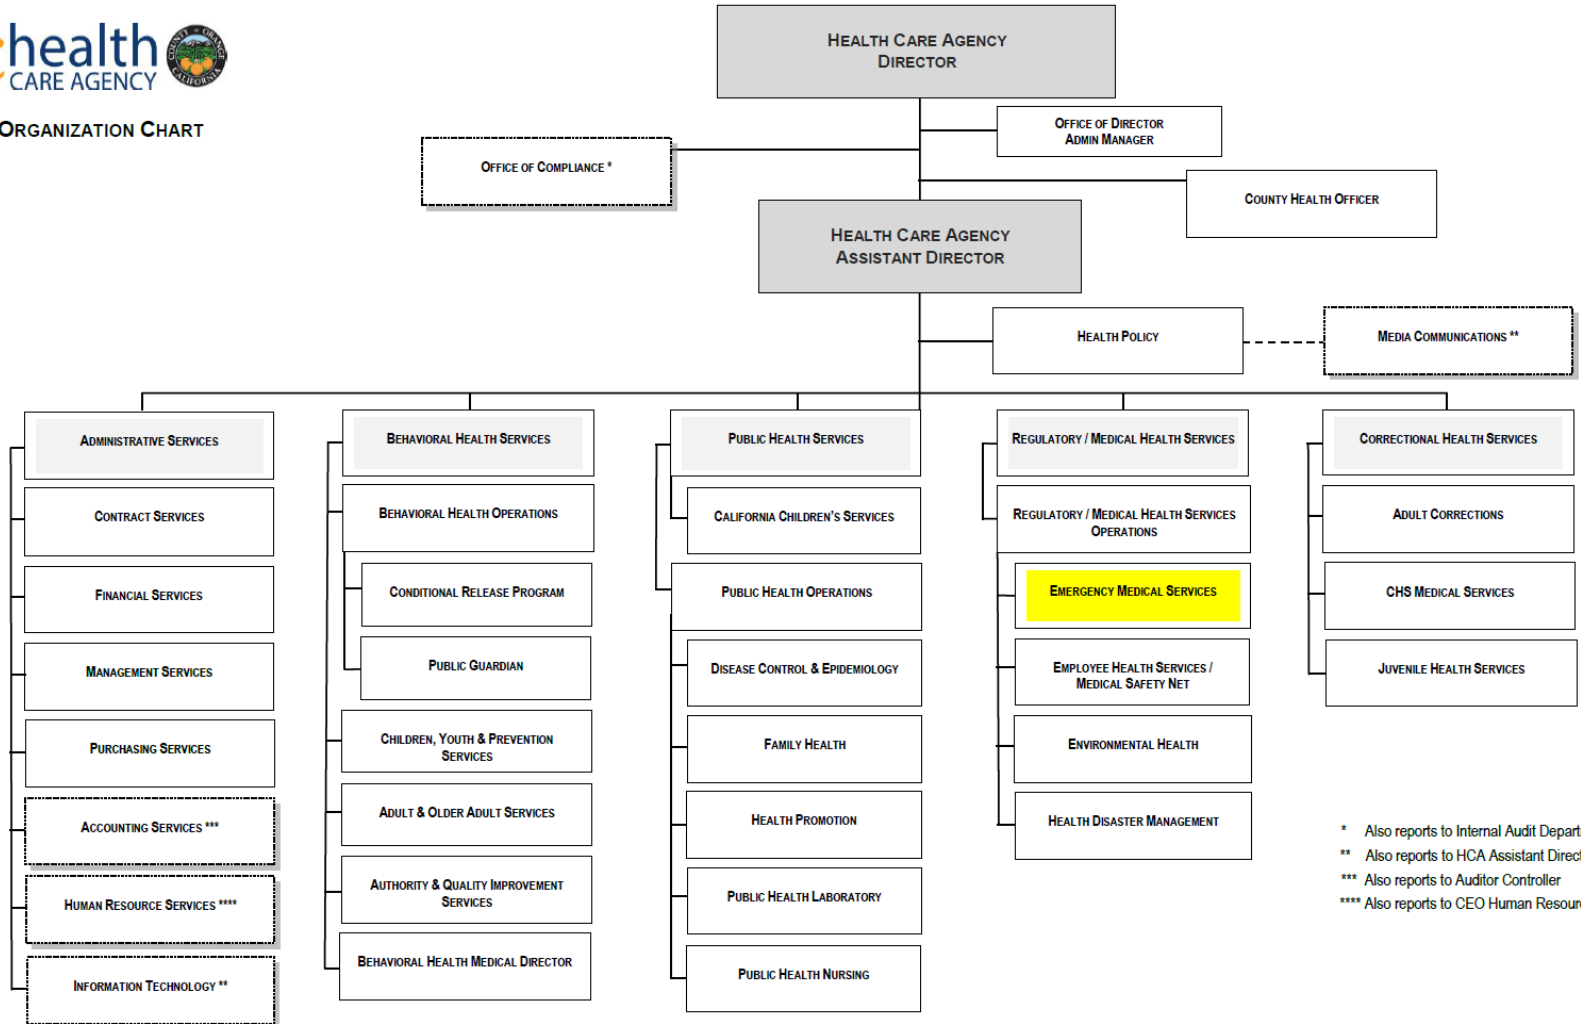 health
CARE AGENCY
COUNTY OF ORANGE
CALIFORNIA
ORGANIZATION CHART
HEALTH CARE AGENCY
DIRECTOR
OFFICE OF DIRECTOR
ADMIN MANAGER
OFFICE OF COMPLIANCE *
COUNTY HEALTH OFFICER
HEALTH CARE AGENCY
ASSISTANT DIRECTOR
HEALTH POLICY
MEDIA COMMUNICATIONS **
ADMINISTRATIVE SERVICES
CONTRACT SERVICES
FINANCIAL SERVICES
MANAGEMENT SERVICES
PURCHASING SERVICES
ACCOUNTING SERVICES ***
HUMAN RESOURCE SERVICES ****
INFORMATION TECHNOLOGY **
BEHAVIORAL HEALTH SERVICES
BEHAVIORAL HEALTH OPERATIONS
CONDITIONAL RELEASE PROGRAM
PUBLIC GUARDIAN
CHILDREN, YOUTH & PREVENTION
SERVICES
ADULT & OLDER ADULT SERVICES
AUTHORITY & QUALITY IMPROVEMENT
SERVICES
BEHAVIORAL HEALTH MEDICAL DIRECTOR
PUBLIC HEALTH SERVICES
CALIFORNIA CHILDREN'S SERVICES
PUBLIC HEALTH OPERATIONS
DISEASE CONTROL & EPIDEMIOLOGY
FAMILY HEALTH
HEALTH PROMOTION
PUBLIC HEALTH LABORATORY
PUBLIC HEALTH NURSING
REGULATORY / MEDICAL HEALTH SERVICES
REGULATORY / MEDICAL HEALTH SERVICES
OPERATIONS
EMERGENCY MEDICAL SERVICES
EMPLOYEE HEALTH SERVICES /
MEDICAL SAFETY NET
ENVIRONMENTAL HEALTH
HEALTH DISASTER MANAGEMENT
CORRECTIONAL HEALTH SERVICES
ADULT CORRECTIONS
CHS MEDICAL SERVICES
JUVENILE HEALTH SERVICES
* Also reports to Internal Audit Depart
** Also reports to HCA Assistant Direct
*** Also reports to Auditor Controller
**** Also reports to CEO Human Resour